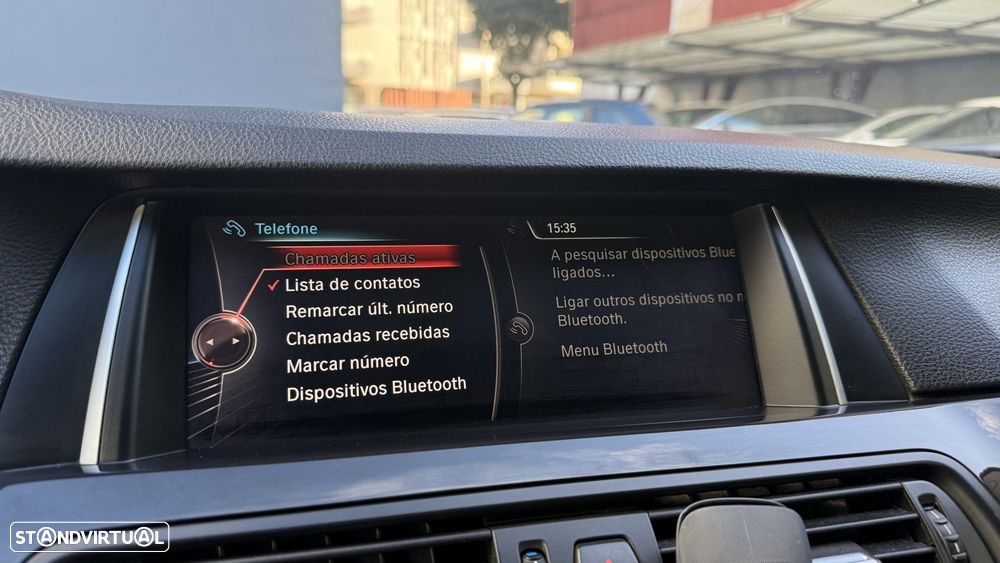 Telefone
Chamadas ativas
Lista de contatos
Remarcar últ. número
Chamadas recebidas
Marcar número
Dispositivos Bluetooth
15:35
A pesquisar dispositivos Blue
ligados...
Ligar outros dispositivos no
Bluetooth.
Menu Bluetooth
STANDVIRTUAL